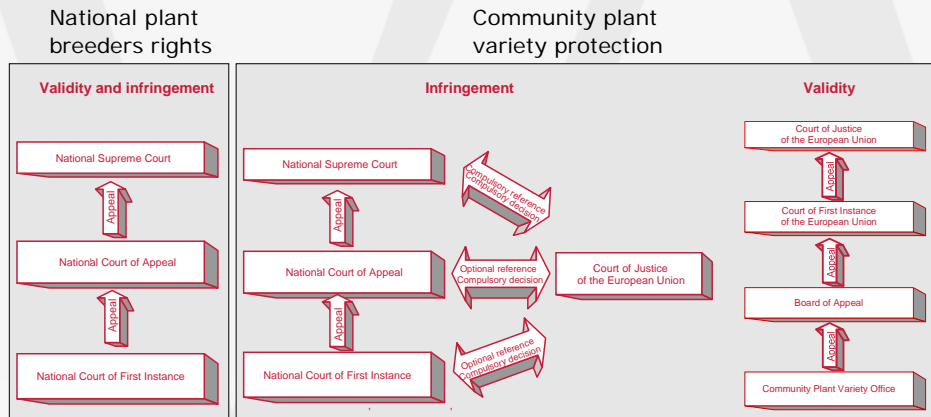 National plant
breeders rights
Community plant
variety protection
Validity and infringement
National Supreme Court
Appeal
National Court of Appeal
Appeal
National Court of First Instance
Infringement
National Supreme Court
Compulsory reference
Compulsory decision
Appeal
National Court of Appeal
Optional reference
Compulsory decision
Court of Justice
of the European Union
Appeal
National Court of First Instance
Optional reference
Compulsory decision
Validity
Court of Justice
of the European Union
Appeal
Court of First Instance
of the European Union
Appeal
Board of Appeal
Appeal
Community Plant Variety Office